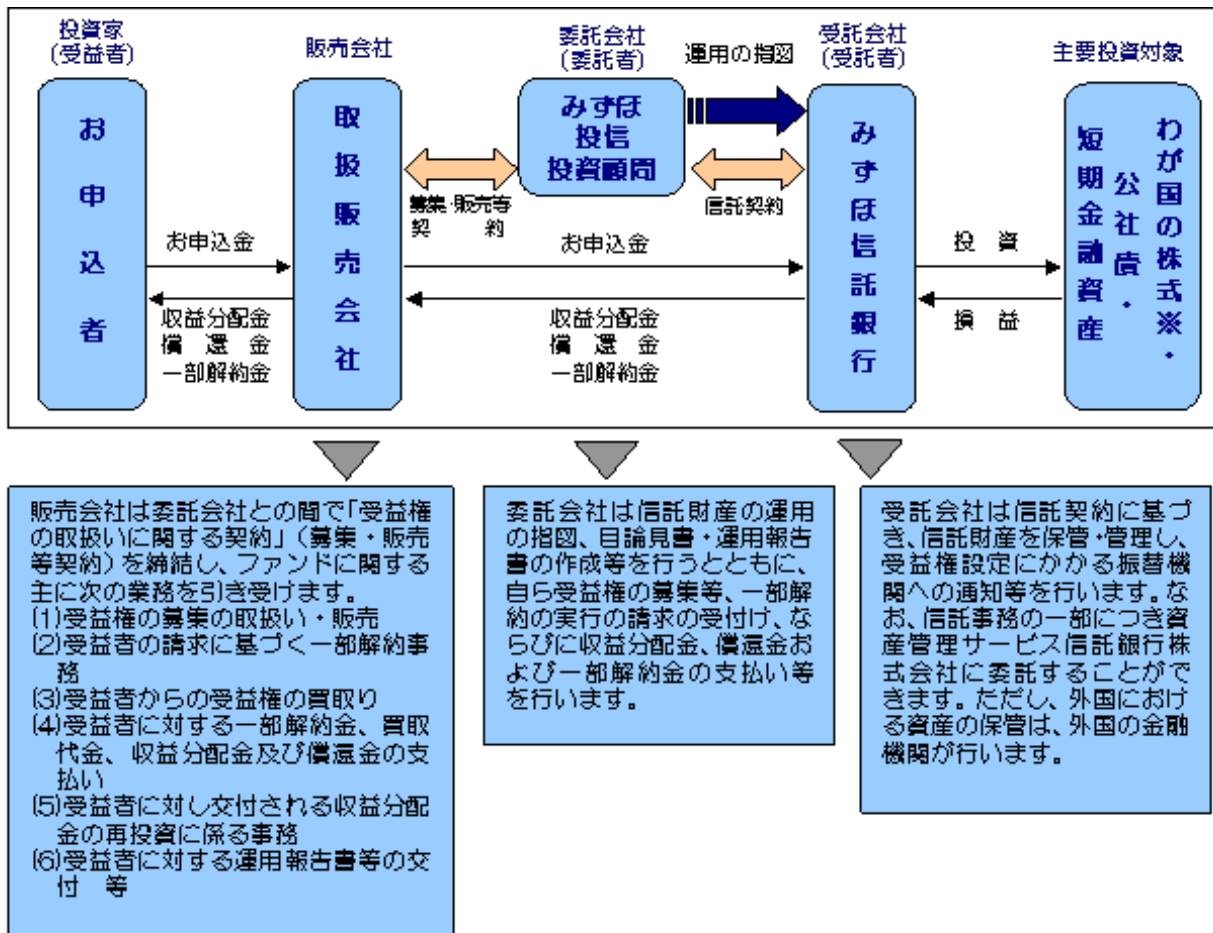 投資家
(受益者)
販売会社
委託会社
(委託者)
運用の指図
受託会社
(受託者)
主要投資対象
お申込者
取扱販売会社
みずほ
投信
投資顧問
みずほ信託銀行
わが国の株式※・
公社債・
短期金融資産
募集・販売等
契 約
信託契約
お申込金
お申込金
投 資
収益分配金
償 還 金
一部解約金
収益分配金
償 還 金
一部解約金
損 益
販売会社は委託会社との間で「受益権
の取扱いに関する契約」（募集・販売
等契約）を締結し、ファンドに関する
主に次の業務を引き受けます。
(1)受益権の募集の取扱い・販売
(2)受益者の請求に基づく一部解約事
務
(3)受益者からの受益権の買取り
(4)受益者に対する一部解約金、買取
代金、収益分配金及び償還金の支
払い
(5)受益者に対し交付される収益分配
金の再投資に係る事務
(6)受益者に対する運用報告書等の交
付 等
委託会社は信託財産の運用
の指図、目論見書・運用報告
書の作成等を行うとともに、
自ら受益権の募集等、一部解
約の実行の請求の受付け、な
らびに収益分配金、償還金お
よび一部解約金の支払い等
を行います。
受託会社は信託契約に基づ
き、信託財産を保管・管理し、
受益権設定にかかる振替機
関への通知等を行います。な
お、信託事務の一部につき資
産管理サービス信託銀行株
式会社に委託することがで
きます。ただし、外国におけ
る資産の保管は、外国の金融
機関が行います。